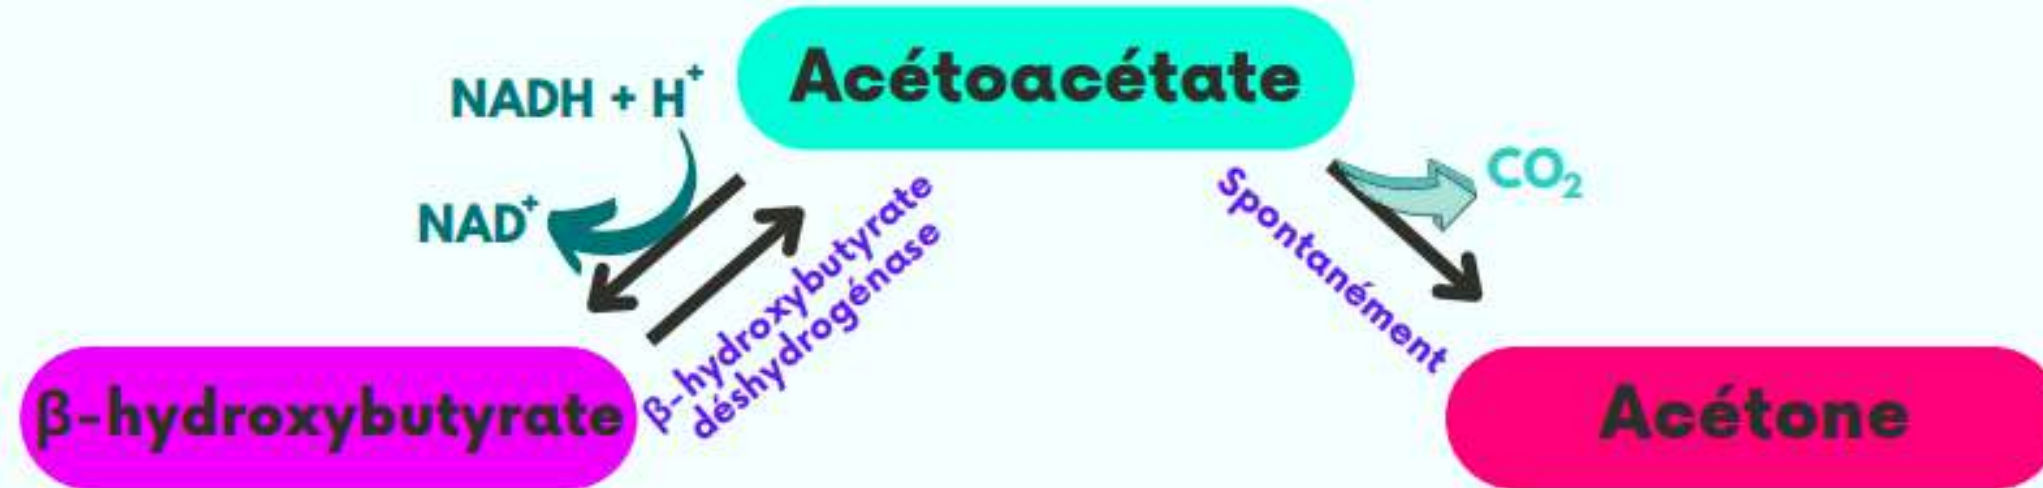 Acétoacétate
NADH + H⁺
NAD⁺
CO₂
β-hydroxybutyrate
déshydrogénase
Spontanément
β-hydroxybutyrate
Acétone